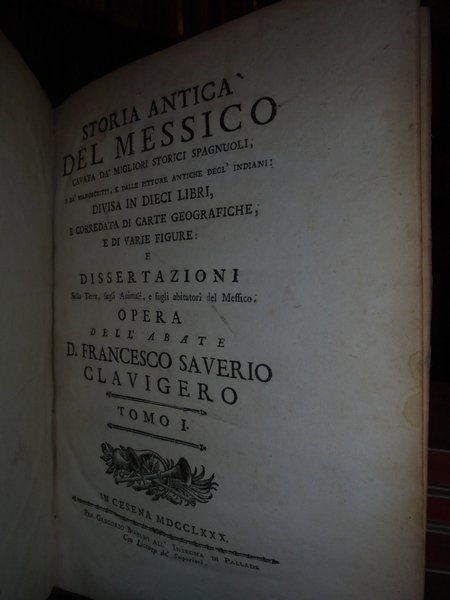 STORIA ANTICA
DEL MESSICO
CAVATA DA' MIGLIORI STORICI SPAGNUOLI,
E DA' MANOSCRITTI, E DALLE PITTURE ANTICHE DEGL' INDIANI:
DIVISA IN DIECI LIBRI,
E CORREDATA DI CARTE GEOGRAFICHE,
E DI VARIE FIGURE:
E
DISSERTAZIONI
Sulla Terra, sugli Animali, e sugli abitatori del Messico.
OPERA
DELL'ABATE
D. FRANCESCO SAVERIO
CLAVIGERO
TOMO I.
IN CESENA MDCCLXXX.
PER GREGORIO BIASINI ALL' INSEGNA DI PALLADE
Con Licenza de' Superiori.